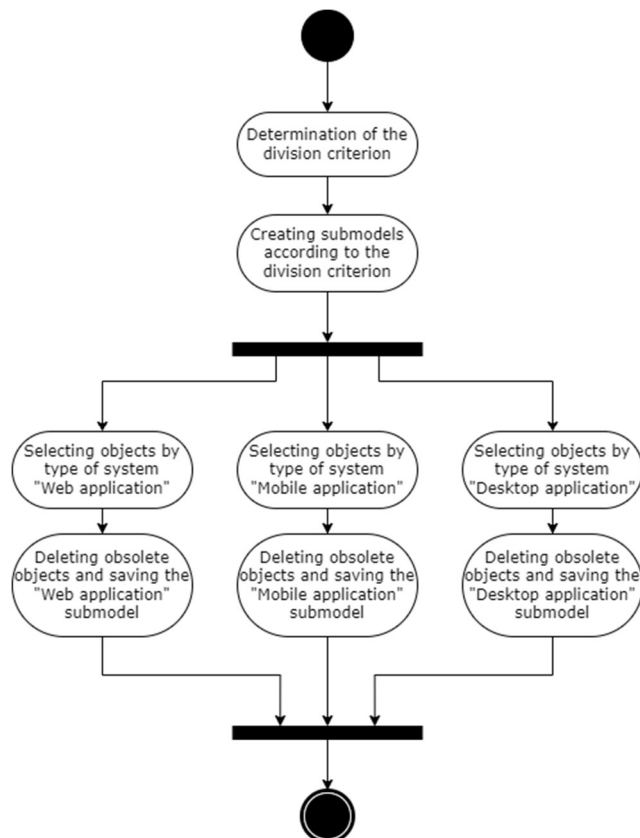 Determination of the
division criterion
Creating submodels
according to the
division criterion
Selecting objects by
type of system
"Web application"
Selecting objects by
type of system
"Mobile application"
Selecting objects by
type of system
"Desktop application"
Deleting obsolete
objects and saving the
"Web application"
submodel
Deleting obsolete
objects and saving the
"Mobile application"
submodel
Deleting obsolete
objects and saving the
"Desktop application"
submodel